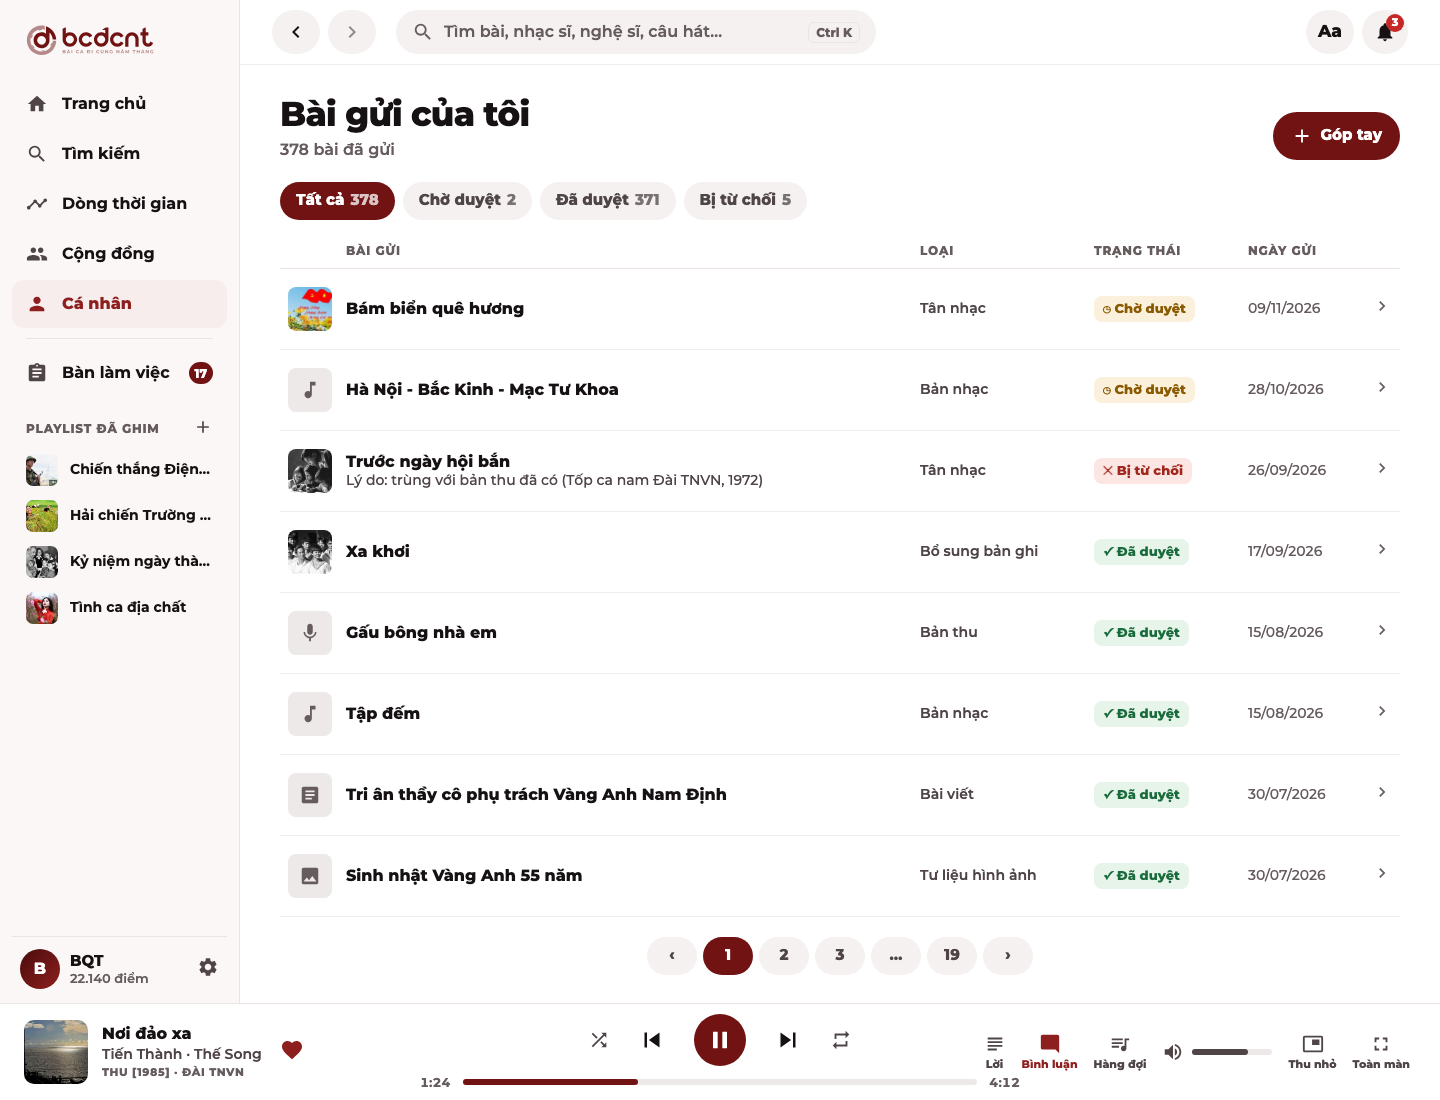 bcdcnt
BÀI CA ĐI CÙNG NĂM THÁNG
Trang chủ
Tìm kiếm
Dòng thời gian
Cộng đồng
Cá nhân
Bàn làm việc 17
PLAYLIST ĐÃ GHIM
Chiến thắng Điện...
Hải chiến Trường ...
Kỷ niệm ngày thà...
Tình ca địa chất
BQT
22.140 điểm
Tìm bài, nhạc sĩ, nghệ sĩ, câu hát... Ctrl K
Aa
3
Bài gửi của tôi
378 bài đã gửi
Góp tay
Tất cả 378
Chờ duyệt 2
Đã duyệt 371
Bị từ chối 5
BÀI GỬI LOẠI TRẠNG THÁI NGÀY GỬI
Bám biển quê hương Tân nhạc Chờ duyệt 09/11/2026
Hà Nội - Bắc Kinh - Mạc Tư Khoa Bản nhạc Chờ duyệt 28/10/2026
Trước ngày hội bắn Tân nhạc Bị từ chối 26/09/2026
Lý do: trùng với bản thu đã có (Tốp ca nam Đài TNVN, 1972)
Xa khơi Bổ sung bản ghi Đã duyệt 17/09/2026
Gấu bông nhà em Bản thu Đã duyệt 15/08/2026
Tập đếm Bản nhạc Đã duyệt 15/08/2026
Tri ân thầy cô phụ trách Vàng Anh Nam Định Bài viết Đã duyệt 30/07/2026
Sinh nhật Vàng Anh 55 năm Tư liệu hình ảnh Đã duyệt 30/07/2026
‹ 1 2 3 ... 19 ›
Nơi đảo xa
Tiến Thành · Thế Song
THU [1985] · ĐÀI TNVN
1:24
4:12
Lời
Bình luận
Hàng đợi
Thu nhỏ
Toàn màn